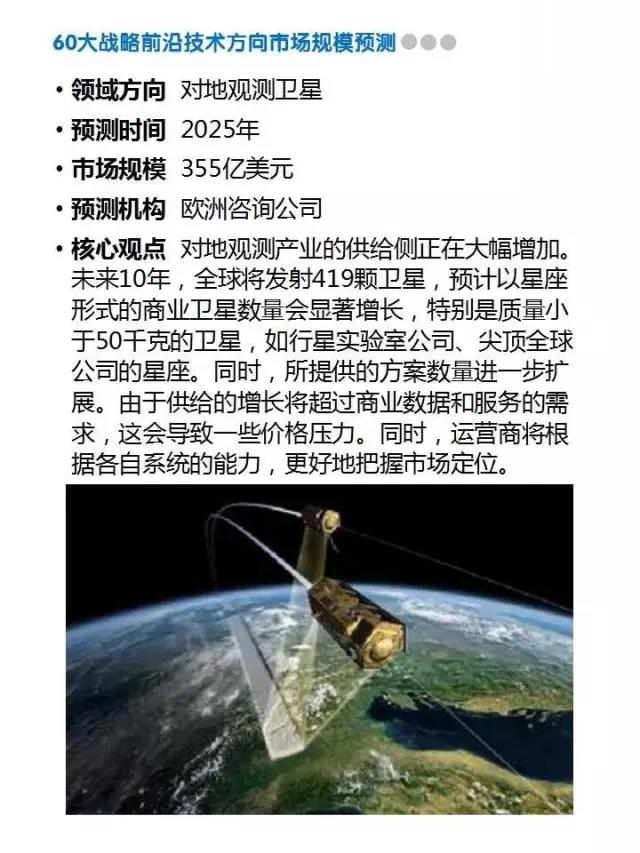 60大战略前沿技术方向市场规模预测
• 领域方向 对地观测卫星
• 预测时间 2025年
• 市场规模 355亿美元
• 预测机构 欧洲咨询公司
• 核心观点 对地观测产业的供给侧正在大幅增加。
未来10年，全球将发射419颗卫星，预计以星座
形式的商业卫星数量会显著增长，特别是质量小
于50千克的卫星，如行星实验室公司、尖顶全球
公司的星座。同时，所提供的方案数量进一步扩
展。由于供给的增长将超过商业数据和服务的需
求，这会导致一些价格压力。同时，运营商将根
据各自系统的能力，更好地把握市场定位。